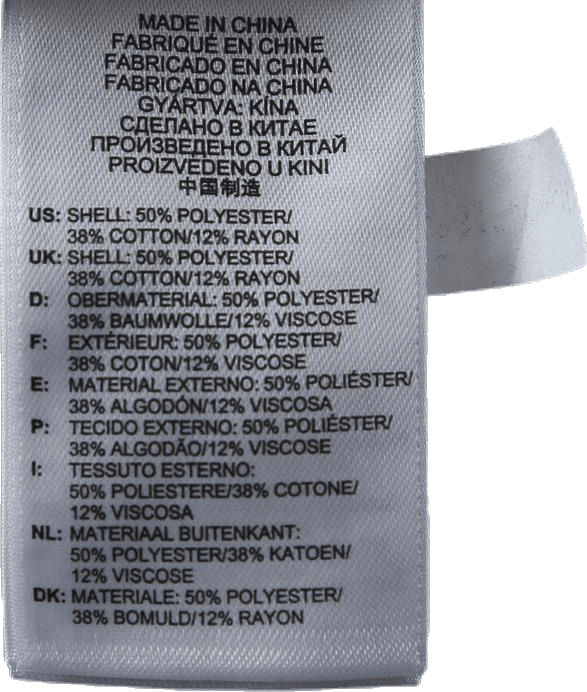 MADE IN CHINA
FABRIQUÉ EN CHINE
FABRICADO EN CHINA
FABRICADO NA CHINA
GYÁRTVA: KÍNA
СДЕЛАНО В КИТАЕ
ПРОИЗВЕДЕНО В КИТАЙ
PROIZVEDENO U KINI
中国制造
US: SHELL: 50% POLYESTER/
38% COTTON/12% RAYON
UK: SHELL: 50% POLYESTER/
38% COTTON/12% RAYON
D: OBERMATERIAL: 50% POLYESTER/
38% BAUMWOLLE/12% VISCOSE
F: EXTÉRIEUR: 50% POLYESTER/
38% COTON/12% VISCOSE
E: MATERIAL EXTERNO: 50% POLIÉSTER/
38% ALGODÓN/12% VISCOSA
P: TECIDO EXTERNO: 50% POLIÉSTER/
38% ALGODÃO/12% VISCOSE
I: TESSUTO ESTERNO:
50% POLIESTERE/38% COTONE/
12% VISCOSA
NL: MATERIAAL BUITENKANT:
50% POLYESTER/38% KATOEN/
12% VISCOSE
DK: MATERIALE: 50% POLYESTER/
38% BOMULD/12% RAYON